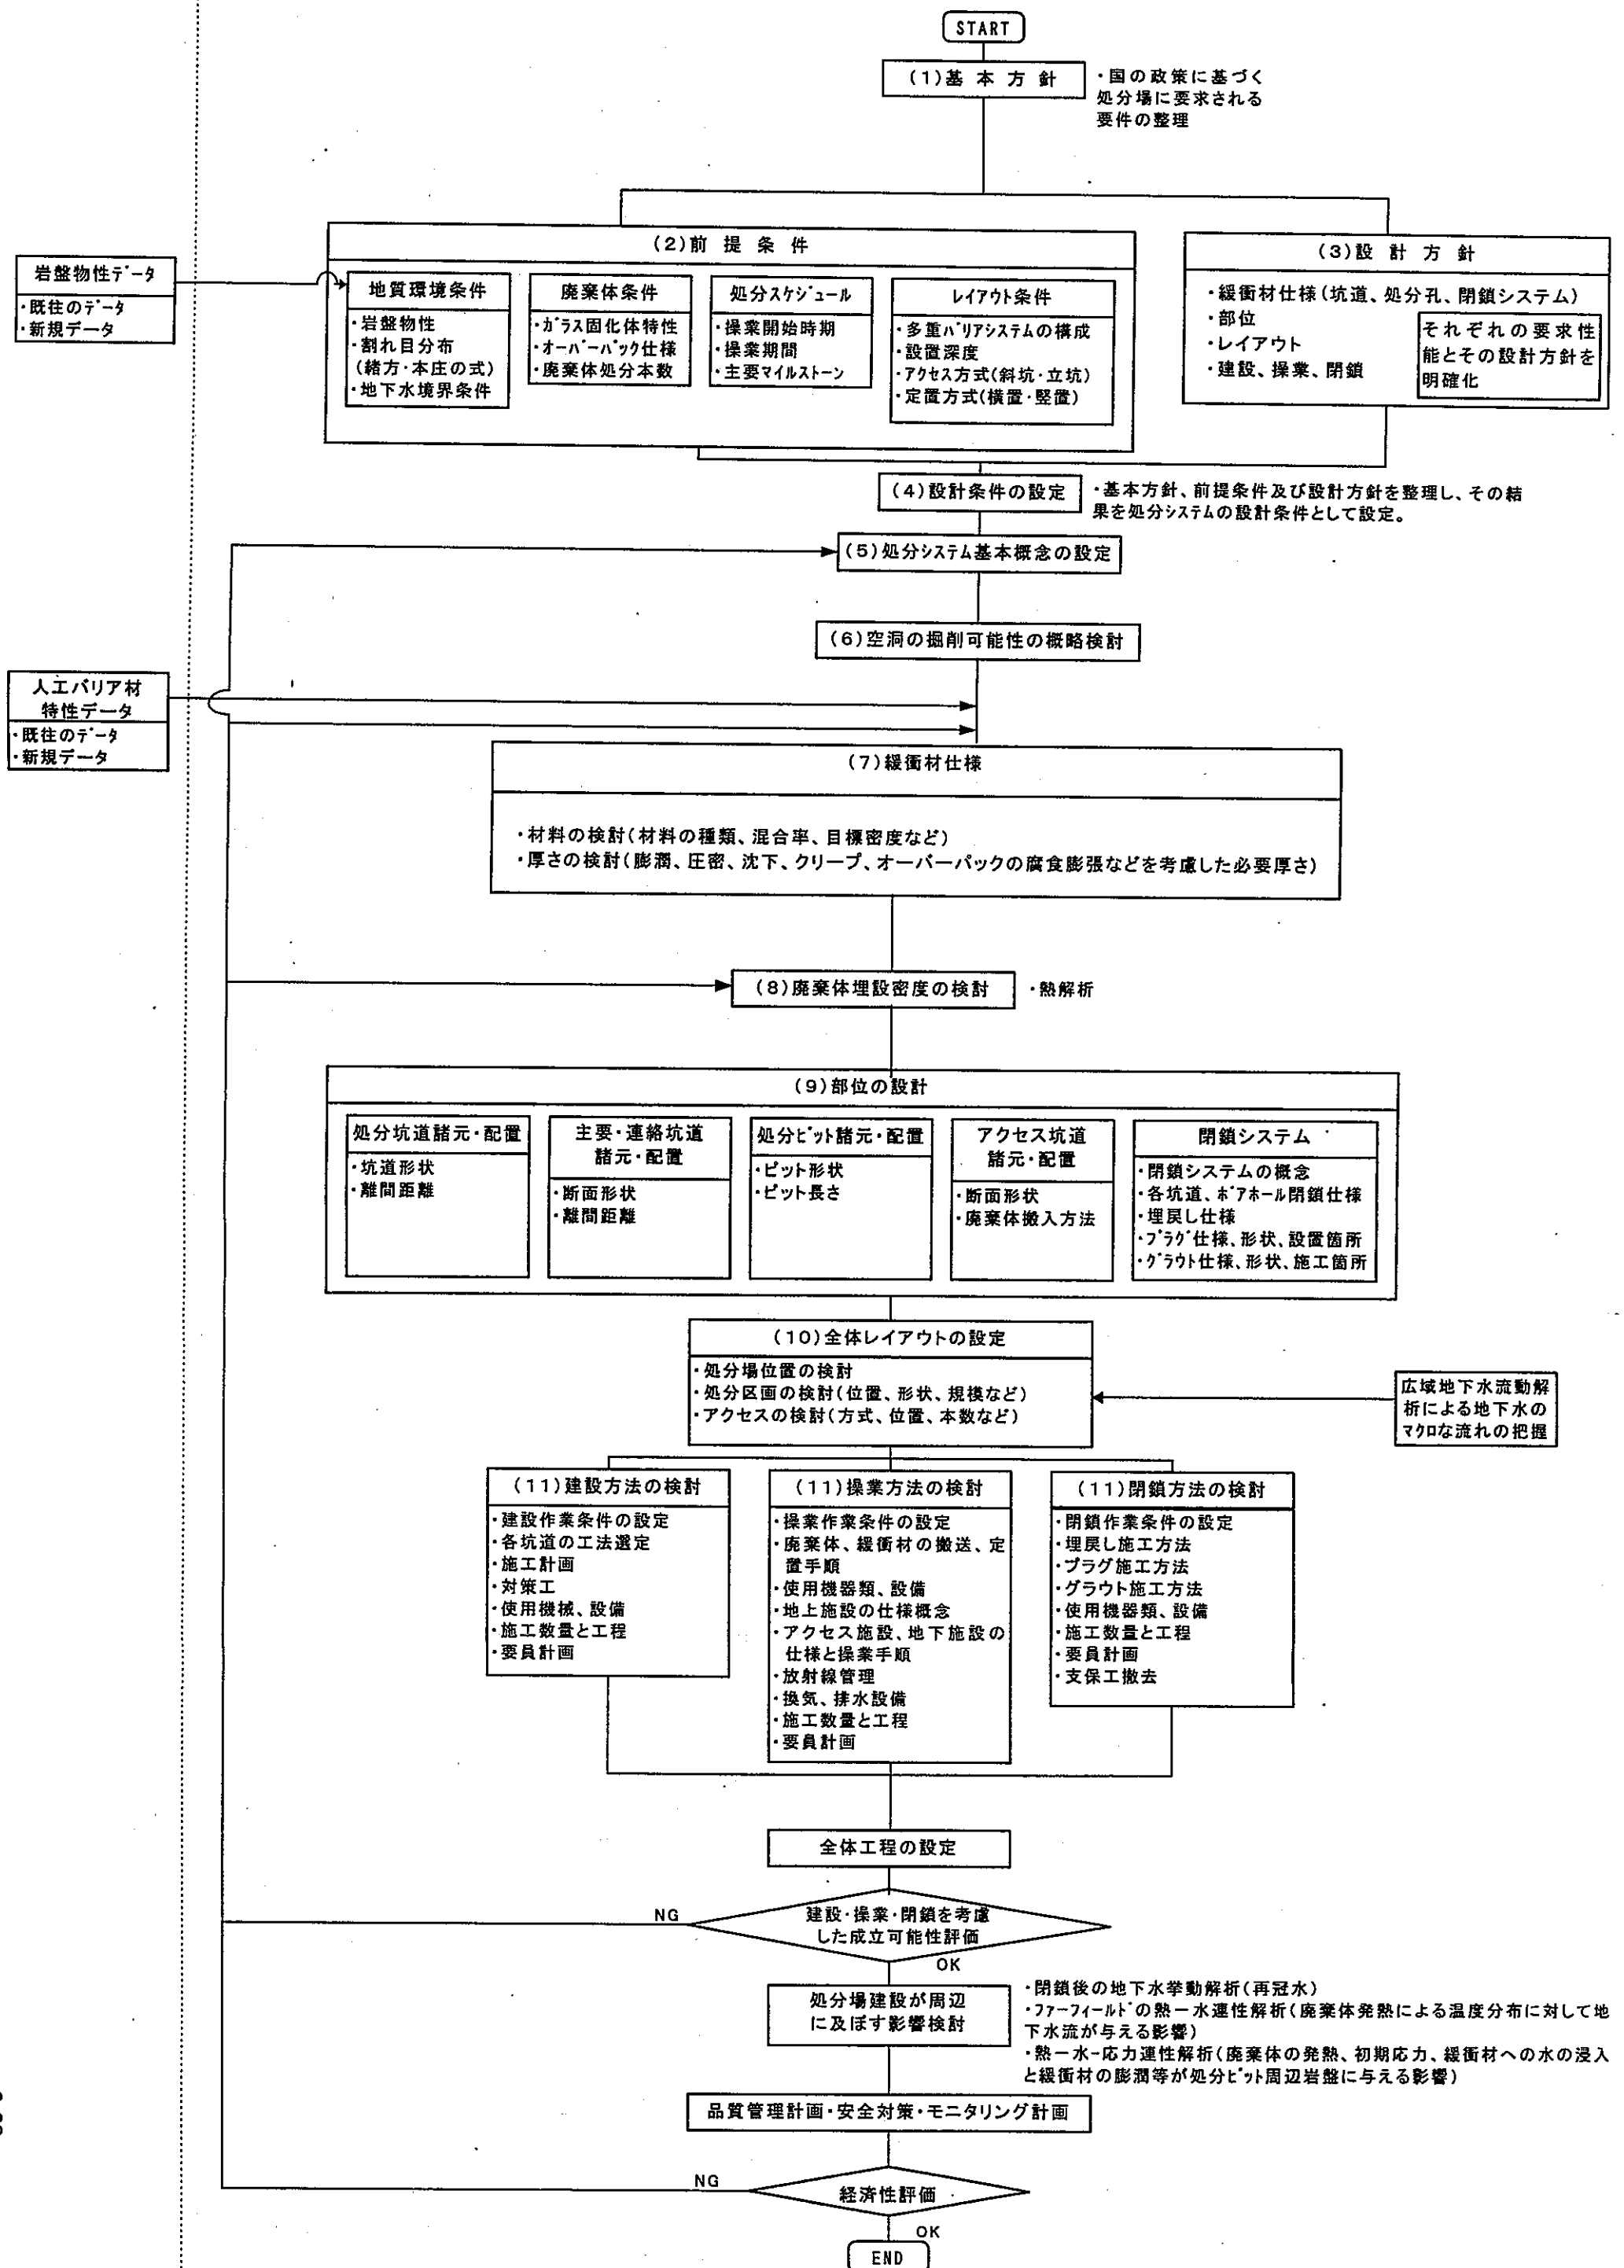 START
(1)基本方針
・国の政策に基づく
処分場に要求される
要件の整理
(2)前提条件
(3)設計方針
岩盤物性データ
・既往のデータ
・新規データ
地質環境条件
・岩盤物性
・割れ目分布
(緒方・本庄の式)
・地下水境界条件
廃棄体条件
・ガラス固化体特性
・オーバーパック仕様
・廃棄体処分本数
処分スケジュール
・操業開始時期
・操業期間
・主要マイルストーン
レイアウト条件
・多重バリアシステムの構成
・設置深度
・アクセス方式(斜坑・立坑)
・定置方式(横置・竪置)
・緩衝材仕様(坑道、処分孔、閉鎖システム)
・部位
・レイアウト
・建設、操業、閉鎖
それぞれの要求性
能とその設計方針を
明確化
(4)設計条件の設定
・基本方針、前提条件及び設計方針を整理し、その結
果を処分システムの設計条件として設定。
(5)処分システム基本概念の設定
(6)空洞の掘削可能性の概略検討
人工バリア材
特性データ
・既往のデータ
・新規データ
(7)緩衝材仕様
・材料の検討(材料の種類、混合率、目標密度など)
・厚さの検討(膨潤、圧密、沈下、クリープ、オーバーパックの腐食膨張などを考慮した必要厚さ)
(8)廃棄体埋設密度の検討
・熱解析
(9)部位の設計
処分坑道諸元・配置
・坑道形状
・離間距離
主要・連絡坑道
諸元・配置
・断面形状
・離間距離
処分ピット諸元・配置
・ピット形状
・ピット長さ
アクセス坑道
諸元・配置
・断面形状
・廃棄体搬入方法
閉鎖システム
・閉鎖システムの概念
・各坑道、ボアホール閉鎖仕様
・埋戻し仕様
・プラグ仕様、形状、設置箇所
・グラウト仕様、形状、施工箇所
(10)全体レイアウトの設定
・処分場位置の検討
・処分区画の検討(位置、形状、規模など)
・アクセスの検討(方式、位置、本数など)
広域地下水流動解
析による地下水の
マクロな流れの把握
(11)建設方法の検討
・建設作業条件の設定
・各坑道の工法選定
・施工計画
・対策工
・使用機械、設備
・施工数量と工程
・要員計画
(11)操業方法の検討
・操業作業条件の設定
・廃棄体、緩衝材の搬送、定
置手順
・使用機器類、設備
・地上施設の仕様概念
・アクセス施設、地下施設の
仕様と操業手順
・放射線管理
・換気、排水設備
・施工数量と工程
・要員計画
(11)閉鎖方法の検討
・閉鎖作業条件の設定
・埋戻し施工方法
・プラグ施工方法
・グラウト施工方法
・使用機器類、設備
・施工数量と工程
・要員計画
・支保工撤去
全体工程の設定
NG
建設・操業・閉鎖を考慮
した成立可能性評価
OK
処分場建設が周辺
に及ぼす影響検討
・閉鎖後の地下水挙動解析(再冠水)
・ファーフィールドの熱－水連性解析(廃棄体発熱による温度分布に対して地
下水流が与える影響)
・熱－水-応力連性解析(廃棄体の発熱、初期応力、緩衝材への水の浸入
と緩衝材の膨潤等が処分ピット周辺岩盤に与える影響)
品質管理計画・安全対策・モニタリング計画
NG
経済性評価
OK
END